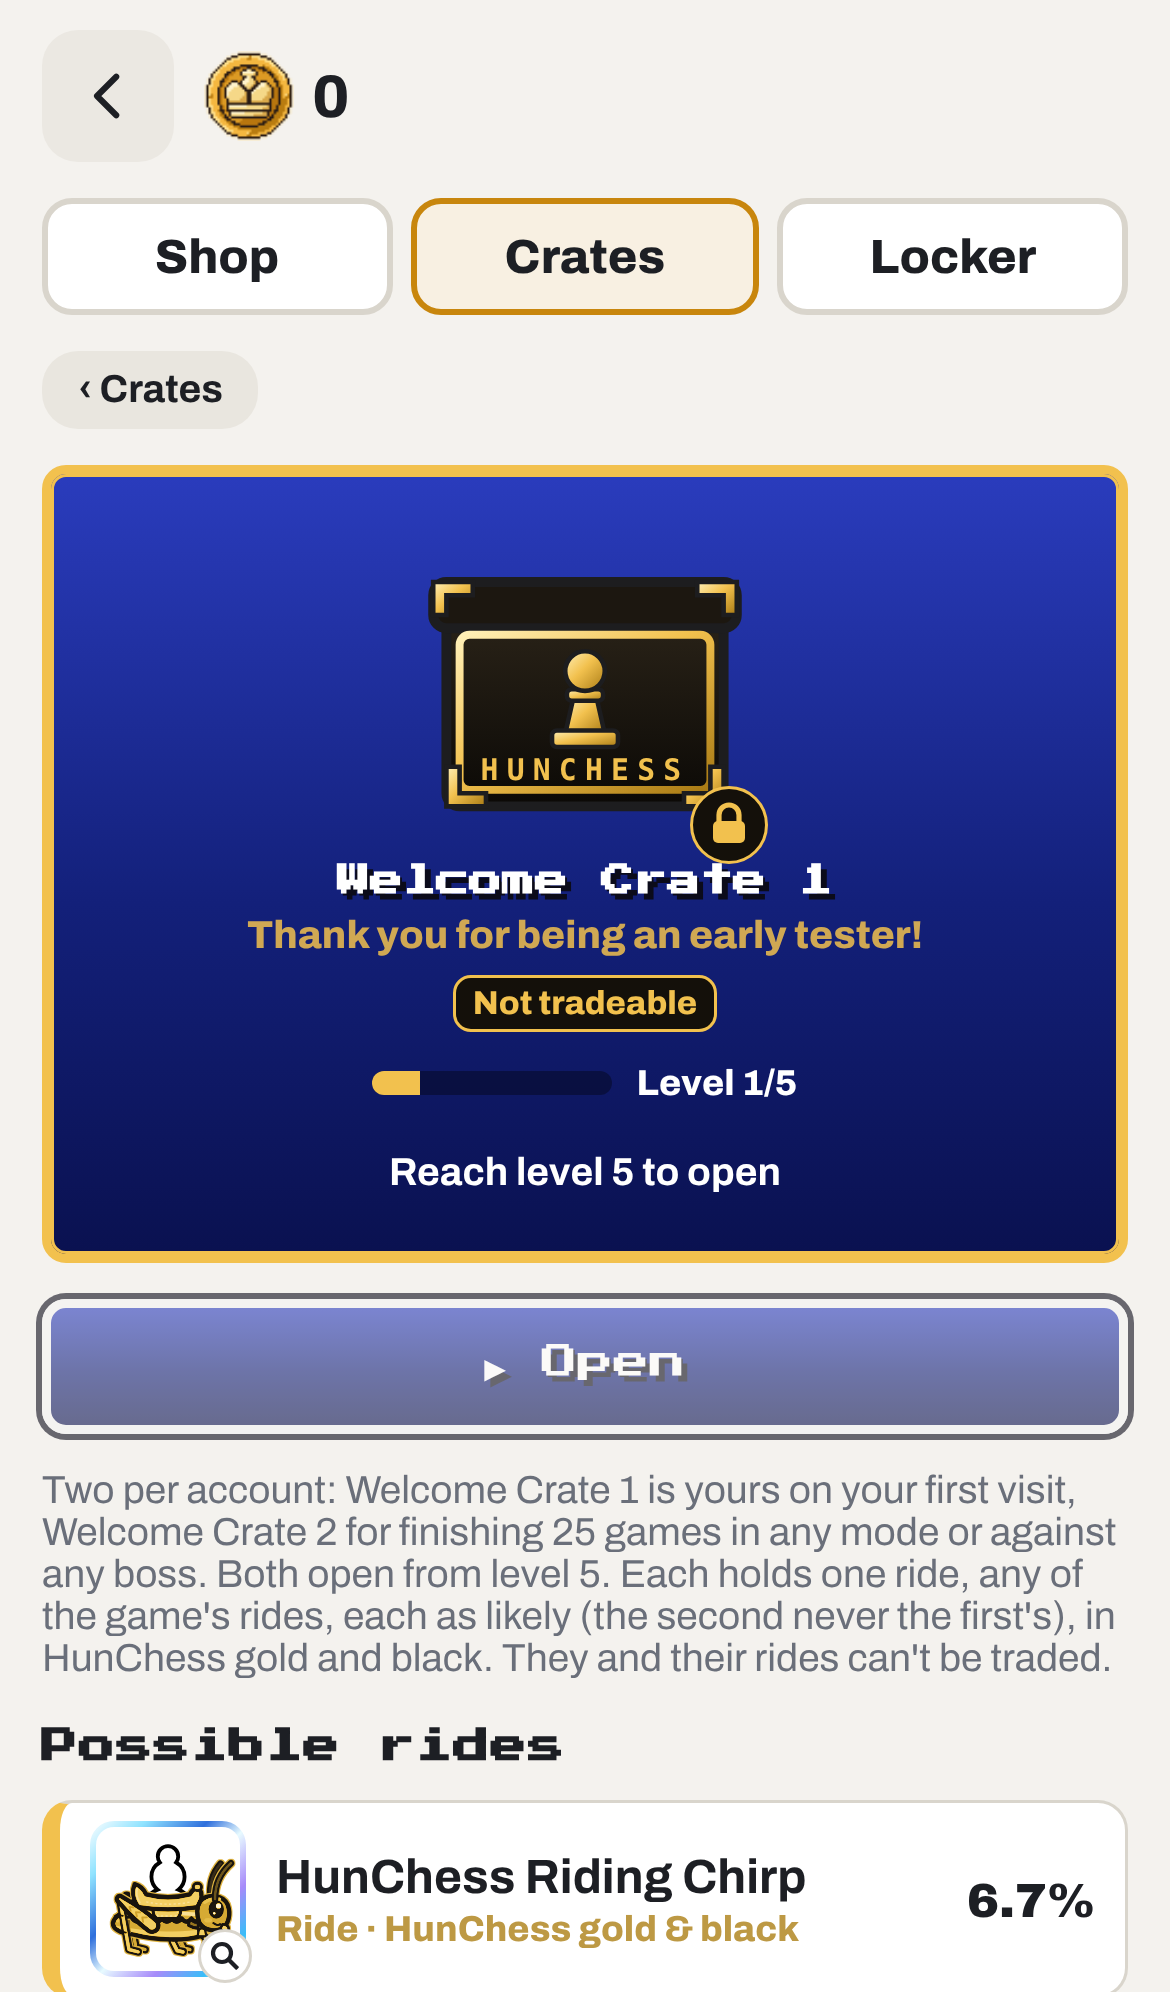 0
Shop
Crates
Locker
‹ Crates
HUNCHESS
Welcome Crate 1
Thank you for being an early tester!
Not tradeable
Level 1/5
Reach level 5 to open
▸ Open
Two per account: Welcome Crate 1 is yours on your first visit,
Welcome Crate 2 for finishing 25 games in any mode or against
any boss. Both open from level 5. Each holds one ride, any of
the game's rides, each as likely (the second never the first's), in
HunChess gold and black. They and their rides can't be traded.
Possible rides
HunChess Riding Chirp
Ride · HunChess gold & black
6.7%